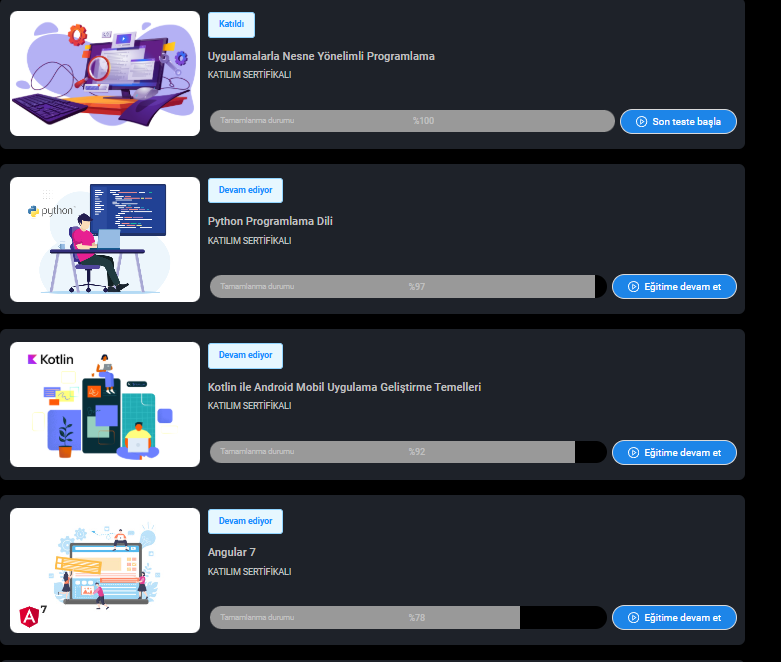 Katıldı
Uygulamalarla Nesne Yönelimli Programlama
KATILIM SERTİFİKALI
Tamamlanma durumu %100 Son teste başla
python
Devam ediyor
Python Programlama Dili
KATILIM SERTİFİKALI
Tamamlanma durumu %97 Eğitime devam et
Kotlin
Devam ediyor
Kotlin ile Android Mobil Uygulama Geliştirme Temelleri
KATILIM SERTİFİKALI
Tamamlanma durumu %92 Eğitime devam et
Devam ediyor
Angular 7
KATILIM SERTİFİKALI
A 7
Tamamlanma durumu %78 Eğitime devam et